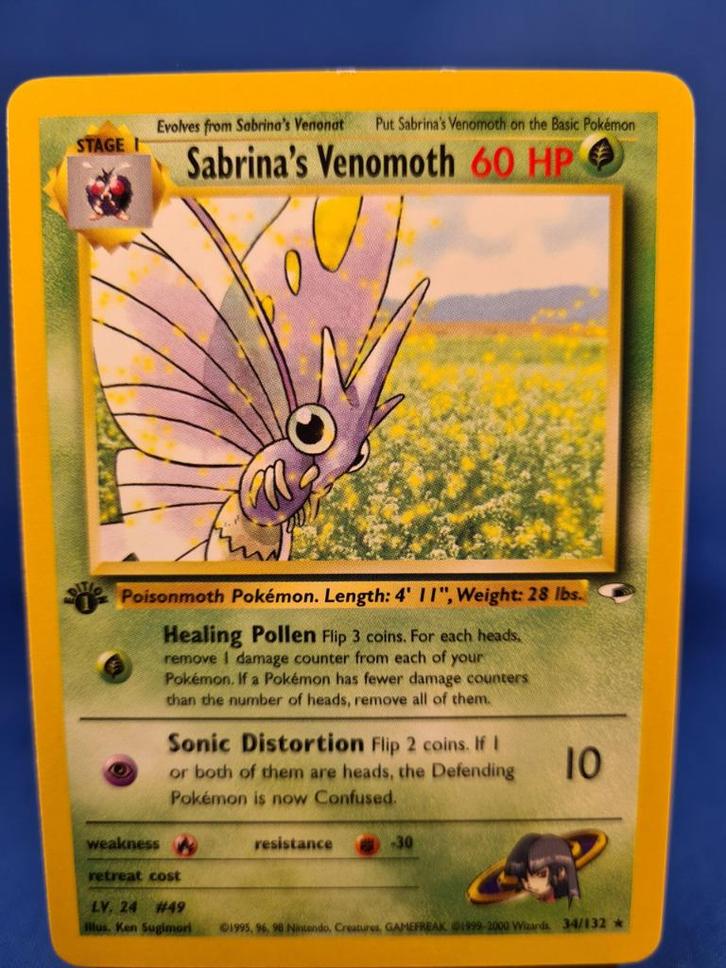 Evolves from Sabrina's Venonat Put Sabrina's Venomoth on the Basic Pokémon
STAGE 1
Sabrina's Venomoth 60 HP
EDITION
1
Poisonmoth Pokémon. Length: 4' 11", Weight: 28 lbs.
Healing Pollen Flip 3 coins. For each heads,
remove 1 damage counter from each of your
Pokémon. If a Pokémon has fewer damage counters
than the number of heads, remove all of them.
Sonic Distortion Flip 2 coins. If 1
or both of them are heads, the Defending
Pokémon is now Confused.
10
weakness resistance -30
retreat cost
LV. 24 #49
Illus. Ken Sugimori ©1995, 96, 98 Nintendo, Creatures, GAMEFREAK. ©1999-2000 Wizards. 34/132 ★